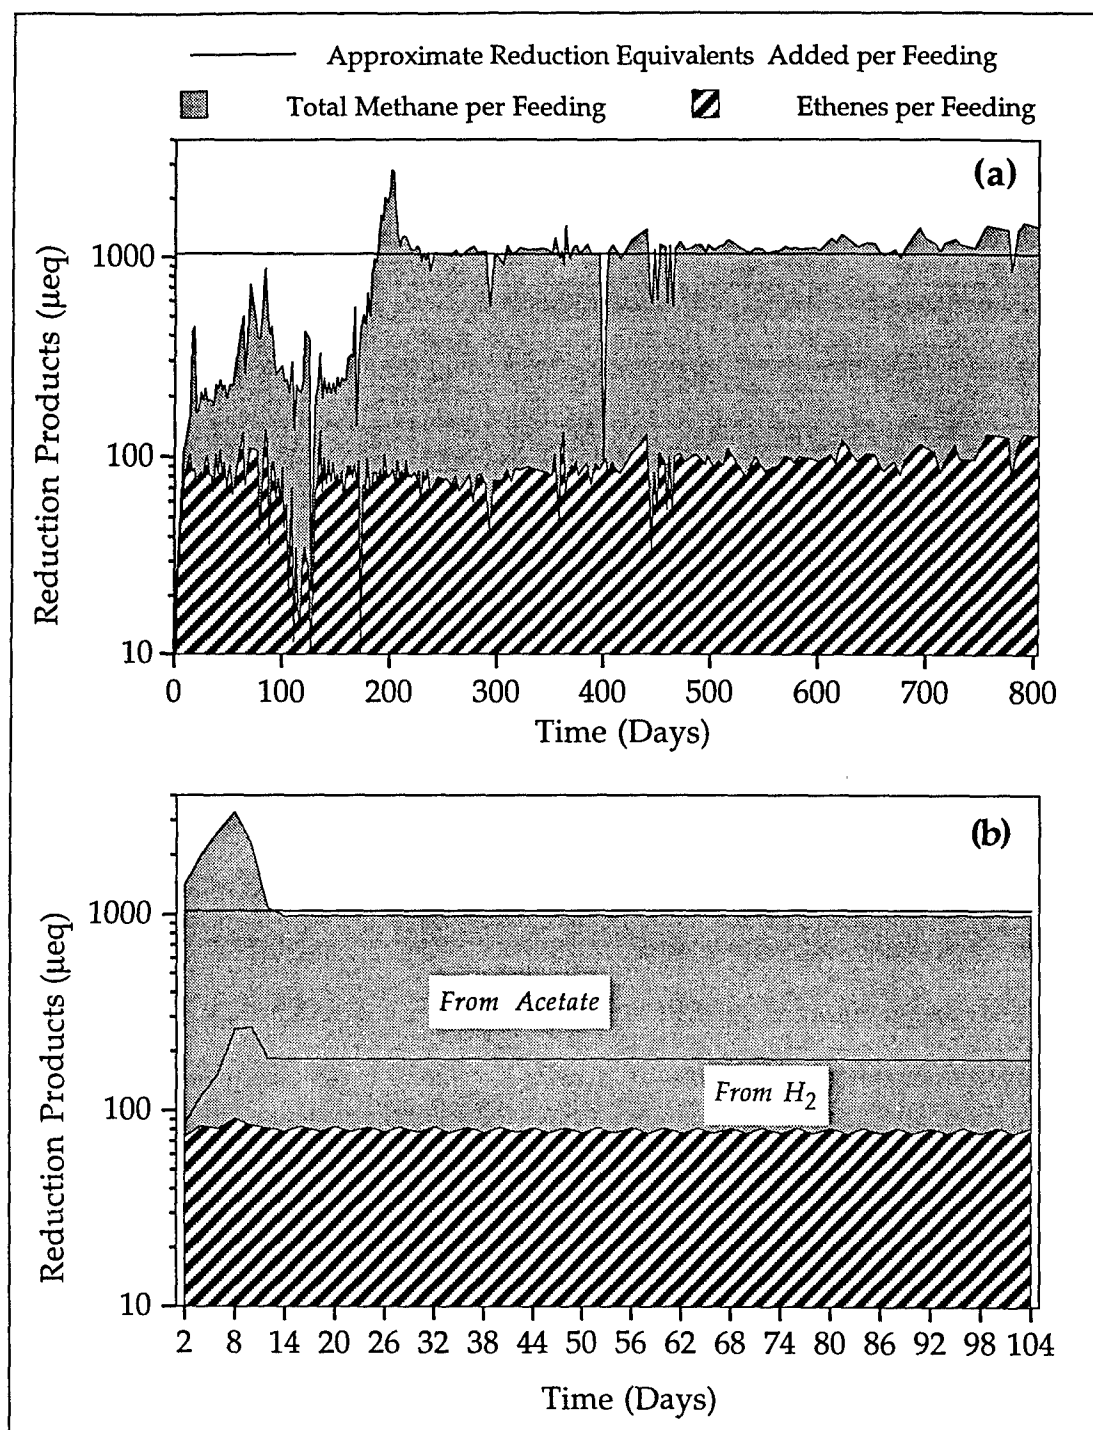 Approximate Reduction Equivalents Added per Feeding
Total Methane per Feeding
Ethenes per Feeding
(a)
Reduction Products (µeq)
1000
100
10
0 100 200 300 400 500 600 700 800
Time (Days)
(b)
Reduction Products (µeq)
1000
100
10
From Acetate
From H2
2 8 14 20 26 32 38 44 50 56 62 68 74 80 86 92 98 104
Time (Days)